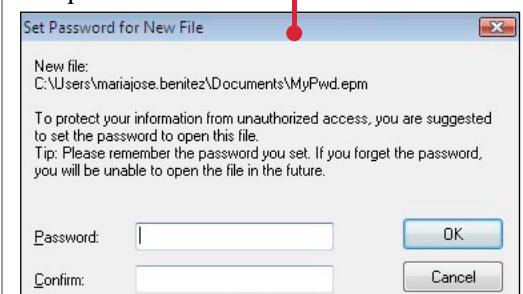 Set Password for New File
New file:
C:\Users\mariajose.benitez\Documents\MyPwd.epm
To protect your information from unauthorized access, you are suggested
to set the password to open this file.
Tip: Please remember the password you set. If you forget the password,
you will be unable to open the file in the future.
Password:
OK
Confirm:
Cancel